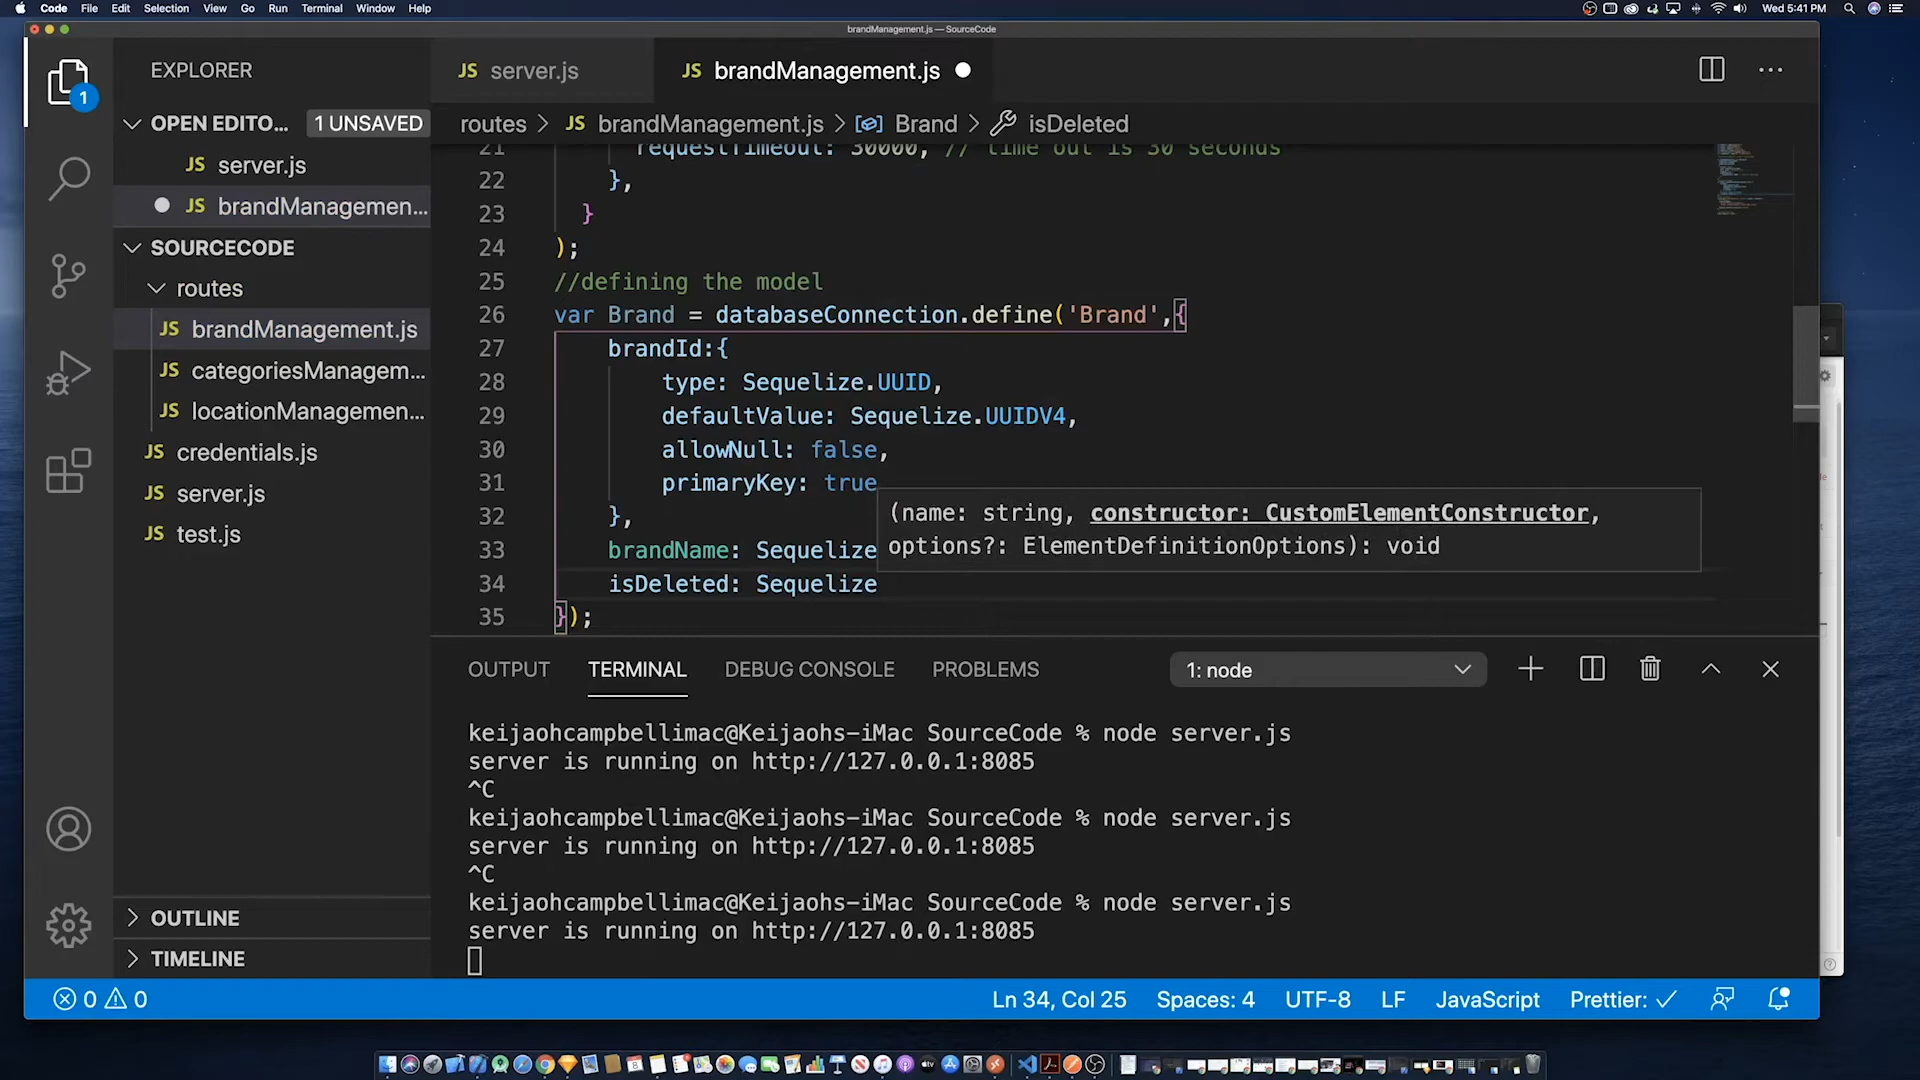 Code File Edit Selection View Go Run Terminal Window Help
Wed 5:41 PM
brandManagement.js — SourceCode
EXPLORER
JS server.js
JS brandManagement.js
OPEN EDITO...
1 UNSAVED
routes > JS brandManagement.js > Brand > isDeleted
JS server.js
JS brandManagemen...
SOURCECODE
routes
JS brandManagement.js
JS categoriesManagem...
JS locationManagemen...
JS credentials.js
JS server.js
JS test.js
OUTLINE
TIMELINE
1
21 requestTimeout: 30000, // time out is 30 seconds
22 },
23 }
24 );
25 //defining the model
26 var Brand = databaseConnection.define('Brand',{
27 brandId:{
28 type: Sequelize.UUID,
29 defaultValue: Sequelize.UUIDV4,
30 allowNull: false,
31 primaryKey: true
32 },
33 brandName: Sequelize
34 isDeleted: Sequelize
35 });
(name: string, constructor: CustomElementConstructor,
options?: ElementDefinitionOptions): void
OUTPUT TERMINAL DEBUG CONSOLE PROBLEMS
1: node
keijaohcampbellimac@Keijaohs-iMac SourceCode % node server.js
server is running on http://127.0.0.1:8085
^C
keijaohcampbellimac@Keijaohs-iMac SourceCode % node server.js
server is running on http://127.0.0.1:8085
^C
keijaohcampbellimac@Keijaohs-iMac SourceCode % node server.js
server is running on http://127.0.0.1:8085
0 0
Ln 34, Col 25 Spaces: 4 UTF-8 LF JavaScript Prettier: ✓